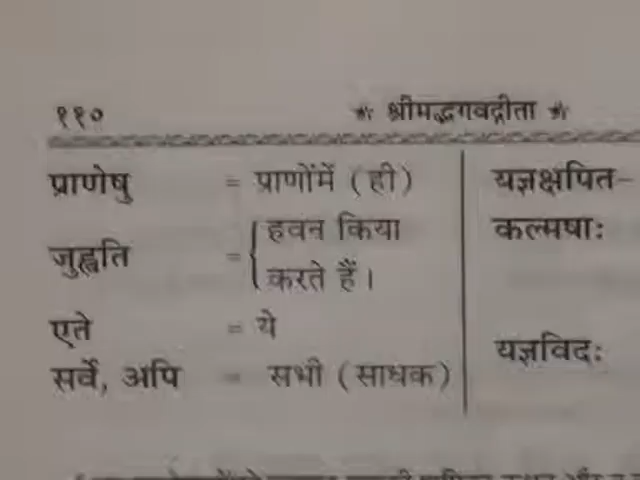 ११० * श्रीमद्भगवद्गीता *
प्राणेषु = प्राणोंमें (ही)
जुह्वति = { हवन किया
करते हैं।
एते = ये
सर्वे, अपि = सभी (साधक)
यज्ञक्षपित-
कल्मषाः
यज्ञविदः